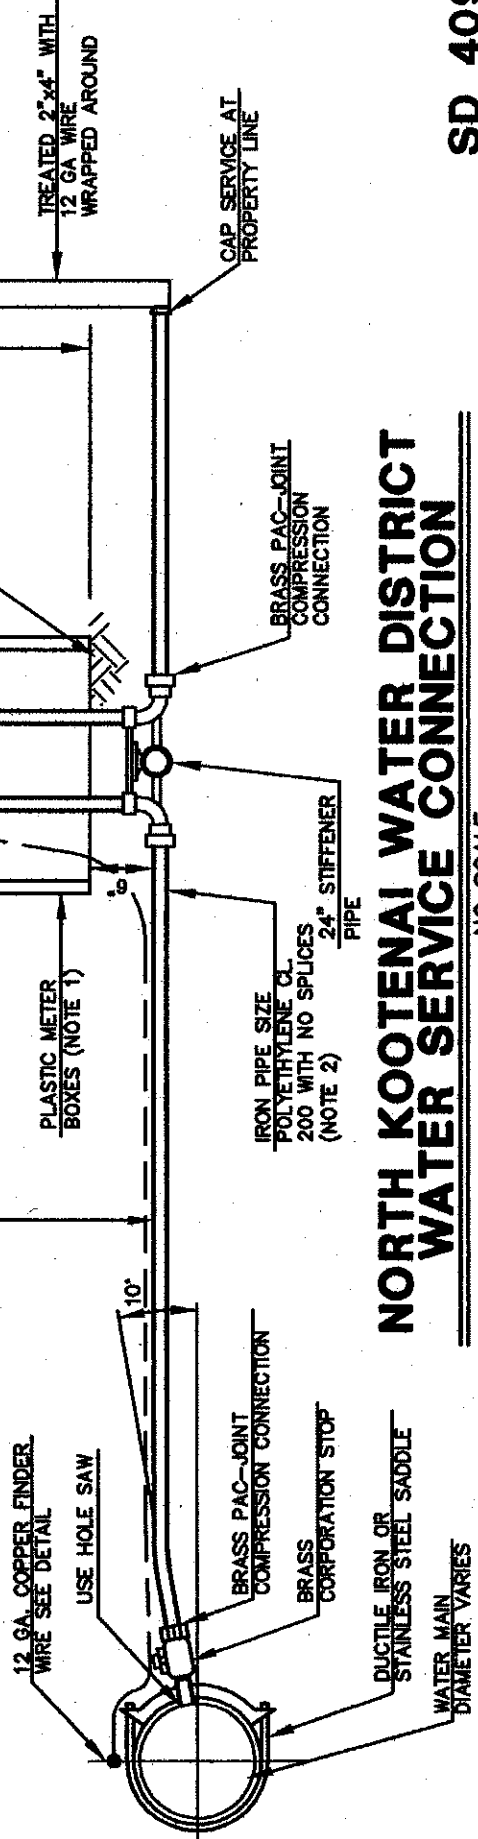 TREATED 2"x4" WITH
12 GA WIRE
WRAPPED AROUND
CAP SERVICE AT
PROPERTY LINE
BRASS PAC-JOINT
COMPRESSION
CONNECTION
24" STIFFENER
PIPE
PLASTIC METER
BOXES (NOTE 1)
6"
IRON PIPE SIZE
POLYETHYLENE CL.
200 WITH NO SPLICES
(NOTE 2)
10°
12 GA. COPPER FINDER
WIRE SEE DETAIL
USE HOLE SAW
BRASS PAC-JOINT
COMPRESSION CONNECTION
BRASS
CORPORATION STOP
DUCTILE IRON OR
STAINLESS STEEL SADDLE
WATER MAIN
DIAMETER VARIES
NORTH KOOTENAI WATER DISTRICT
WATER SERVICE CONNECTION
NO SCALE
SD 409